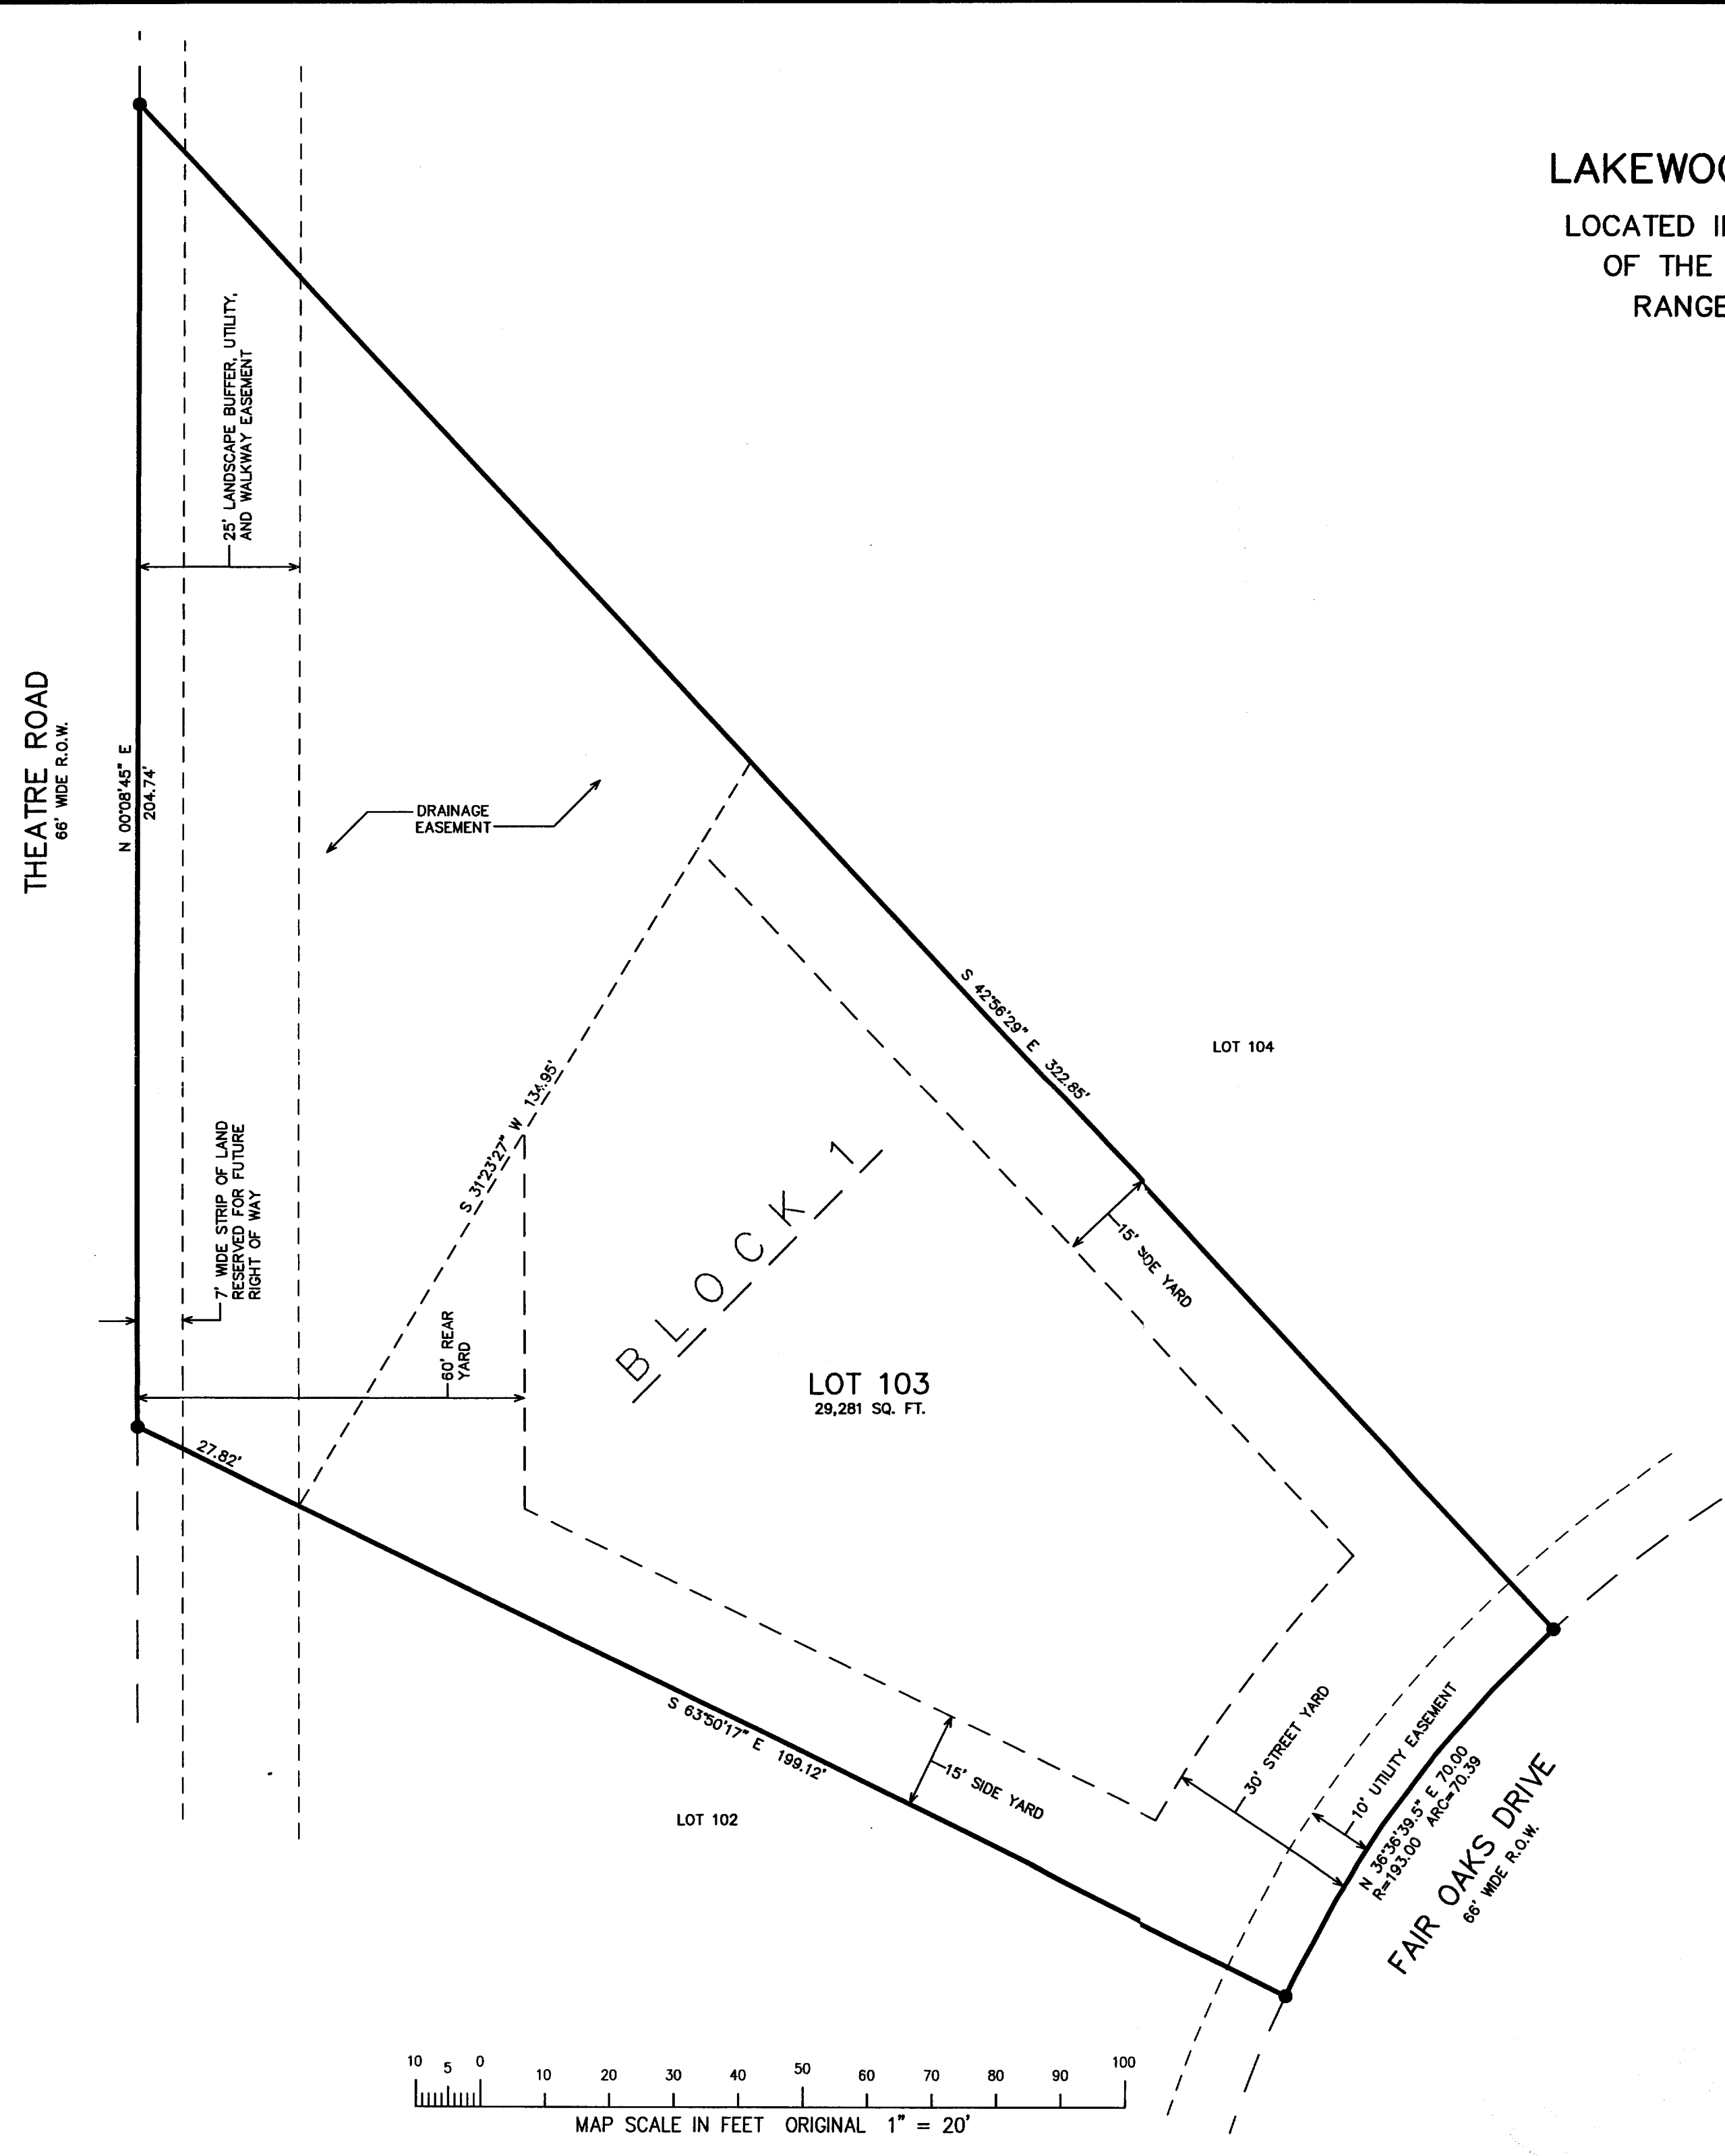 LAKEWOO
LOCATED I
OF THE
RANGE
25' LANDSCAPE BUFFER, UTILITY,
AND WALKWAY EASEMENT
THEATRE ROAD
66' WIDE R.O.W.
N 00°08'45" E
204.74'
DRAINAGE
EASEMENT
S 42°56'29" E 322.85'
LOT 104
S 31°23'27" W 134.95'
7' WIDE STRIP OF LAND
RESERVED FOR FUTURE
RIGHT OF WAY
BLOCK 1
15' SIDE YARD
60' REAR
YARD
LOT 103
29,281 SQ. FT.
27.82'
S 63°50'17" E 199.12'
15' SIDE YARD
LOT 102
30' STREET YARD
10' UTILITY EASEMENT
N 36°36'39.5" E 70.00
R=193.00 ARC=70.39
FAIR OAKS DRIVE
66' WIDE R.O.W.
10 5 0 10 20 30 40 50 60 70 80 90 100
MAP SCALE IN FEET ORIGINAL 1" = 20'